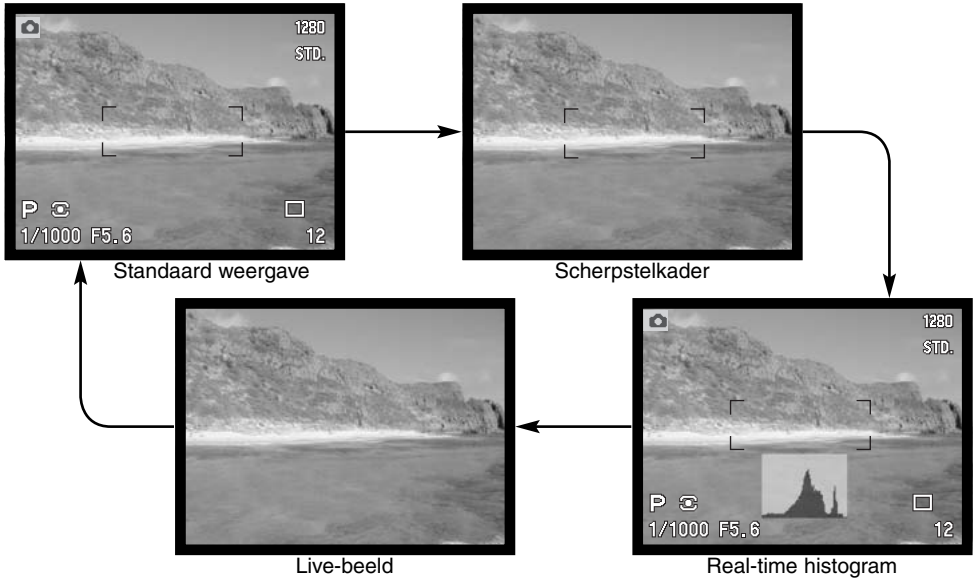 1280
STD.
P
1/1000 F5.6
12
Standaard weergave
Scherpstelkader
1280
STD.
P
1/1000 F5.6
12
Live-beeld
Real-time histogram